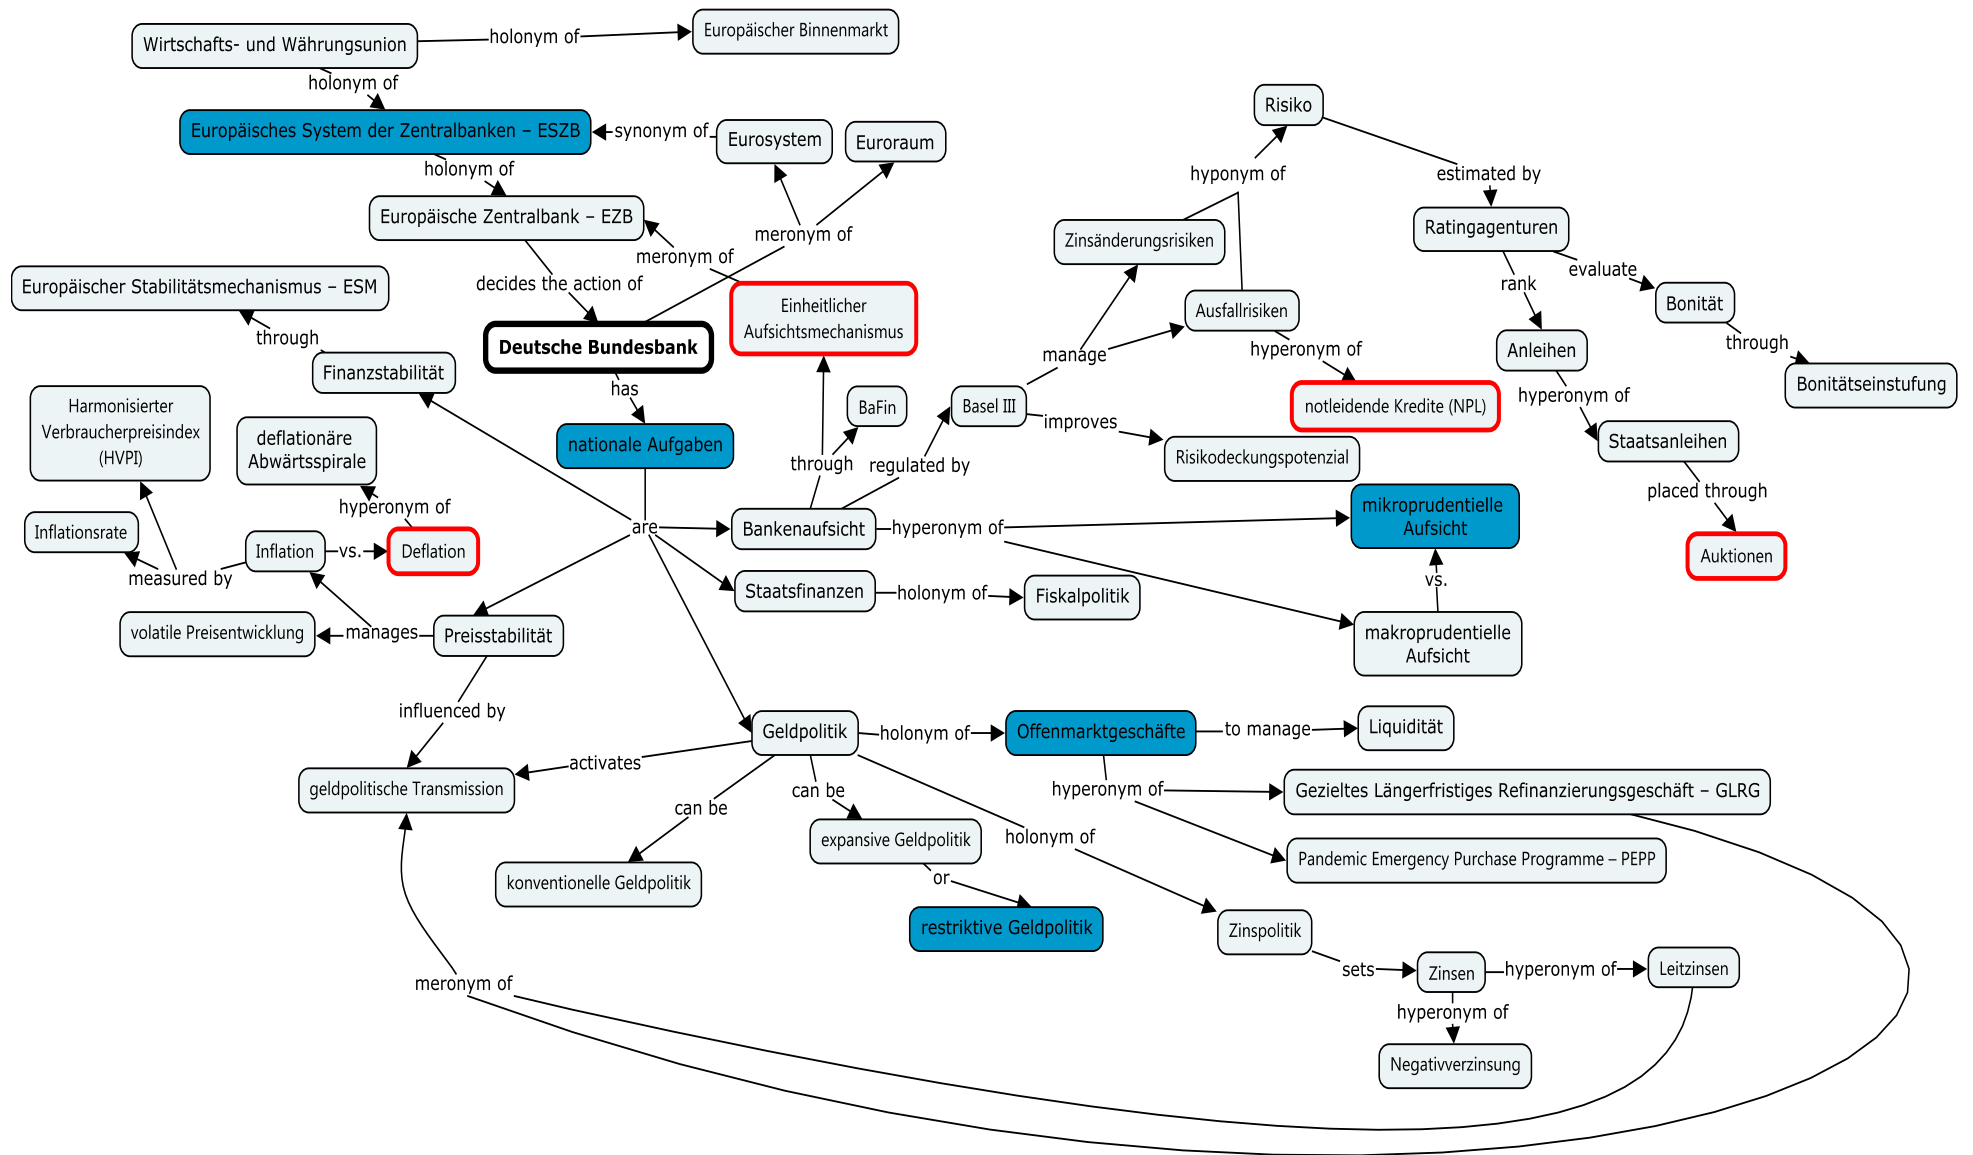 Wirtschafts- und Währungsunion
holonym of
Europäischer Binnenmarkt
holonym of
Europäisches System der Zentralbanken – ESZB
synonym of
Eurosystem
Euroraum
holonym of
Europäische Zentralbank – EZB
meronym of
meronym of
decides the action of
Europäischer Stabilitätsmechanismus – ESM
through
Finanzstabilität
Deutsche Bundesbank
Einheitlicher
Aufsichtsmechanismus
has
nationale Aufgaben
BaFin
through
regulated by
Harmonisierter
Verbraucherpreisindex
(HVPI)
deflationäre
Abwärtsspirale
hyperonym of
Inflationsrate
Inflation
vs.
Deflation
measured by
are
Bankenaufsicht
hyperonym of
mikroprudentielle
Aufsicht
vs.
makroprudentielle
Aufsicht
Staatsfinanzen
holonym of
Fiskalpolitik
volatile Preisentwicklung
manages
Preisstabilität
influenced by
geldpolitische Transmission
Risiko
hyponym of
estimated by
Zinsänderungsrisiken
Ratingagenturen
evaluate
rank
Bonität
through
Bonitätseinstufung
Ausfallrisiken
manage
hyperonym of
Anleihen
Basel III
improves
notleidende Kredite (NPL)
hyperonym of
Risikodeckungspotenzial
Staatsanleihen
placed through
Auktionen
Geldpolitik
holonym of
Offenmarktgeschäfte
to manage
Liquidität
activates
can be
can be
hyperonym of
Gezieltes Längerfristiges Refinanzierungsgeschäft – GLRG
expansive Geldpolitik
holonym of
Pandemic Emergency Purchase Programme – PEPP
konventionelle Geldpolitik
or
restriktive Geldpolitik
Zinspolitik
sets
Zinsen
hyperonym of
Leitzinsen
meronym of
hyperonym of
Negativverzinsung